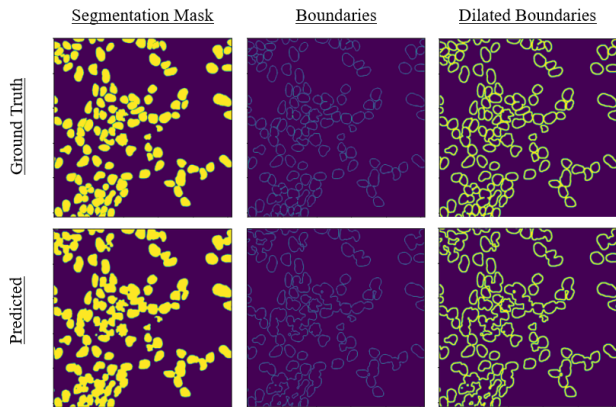 Segmentation Mask
Boundaries
Dilated Boundaries
Ground Truth
Predicted